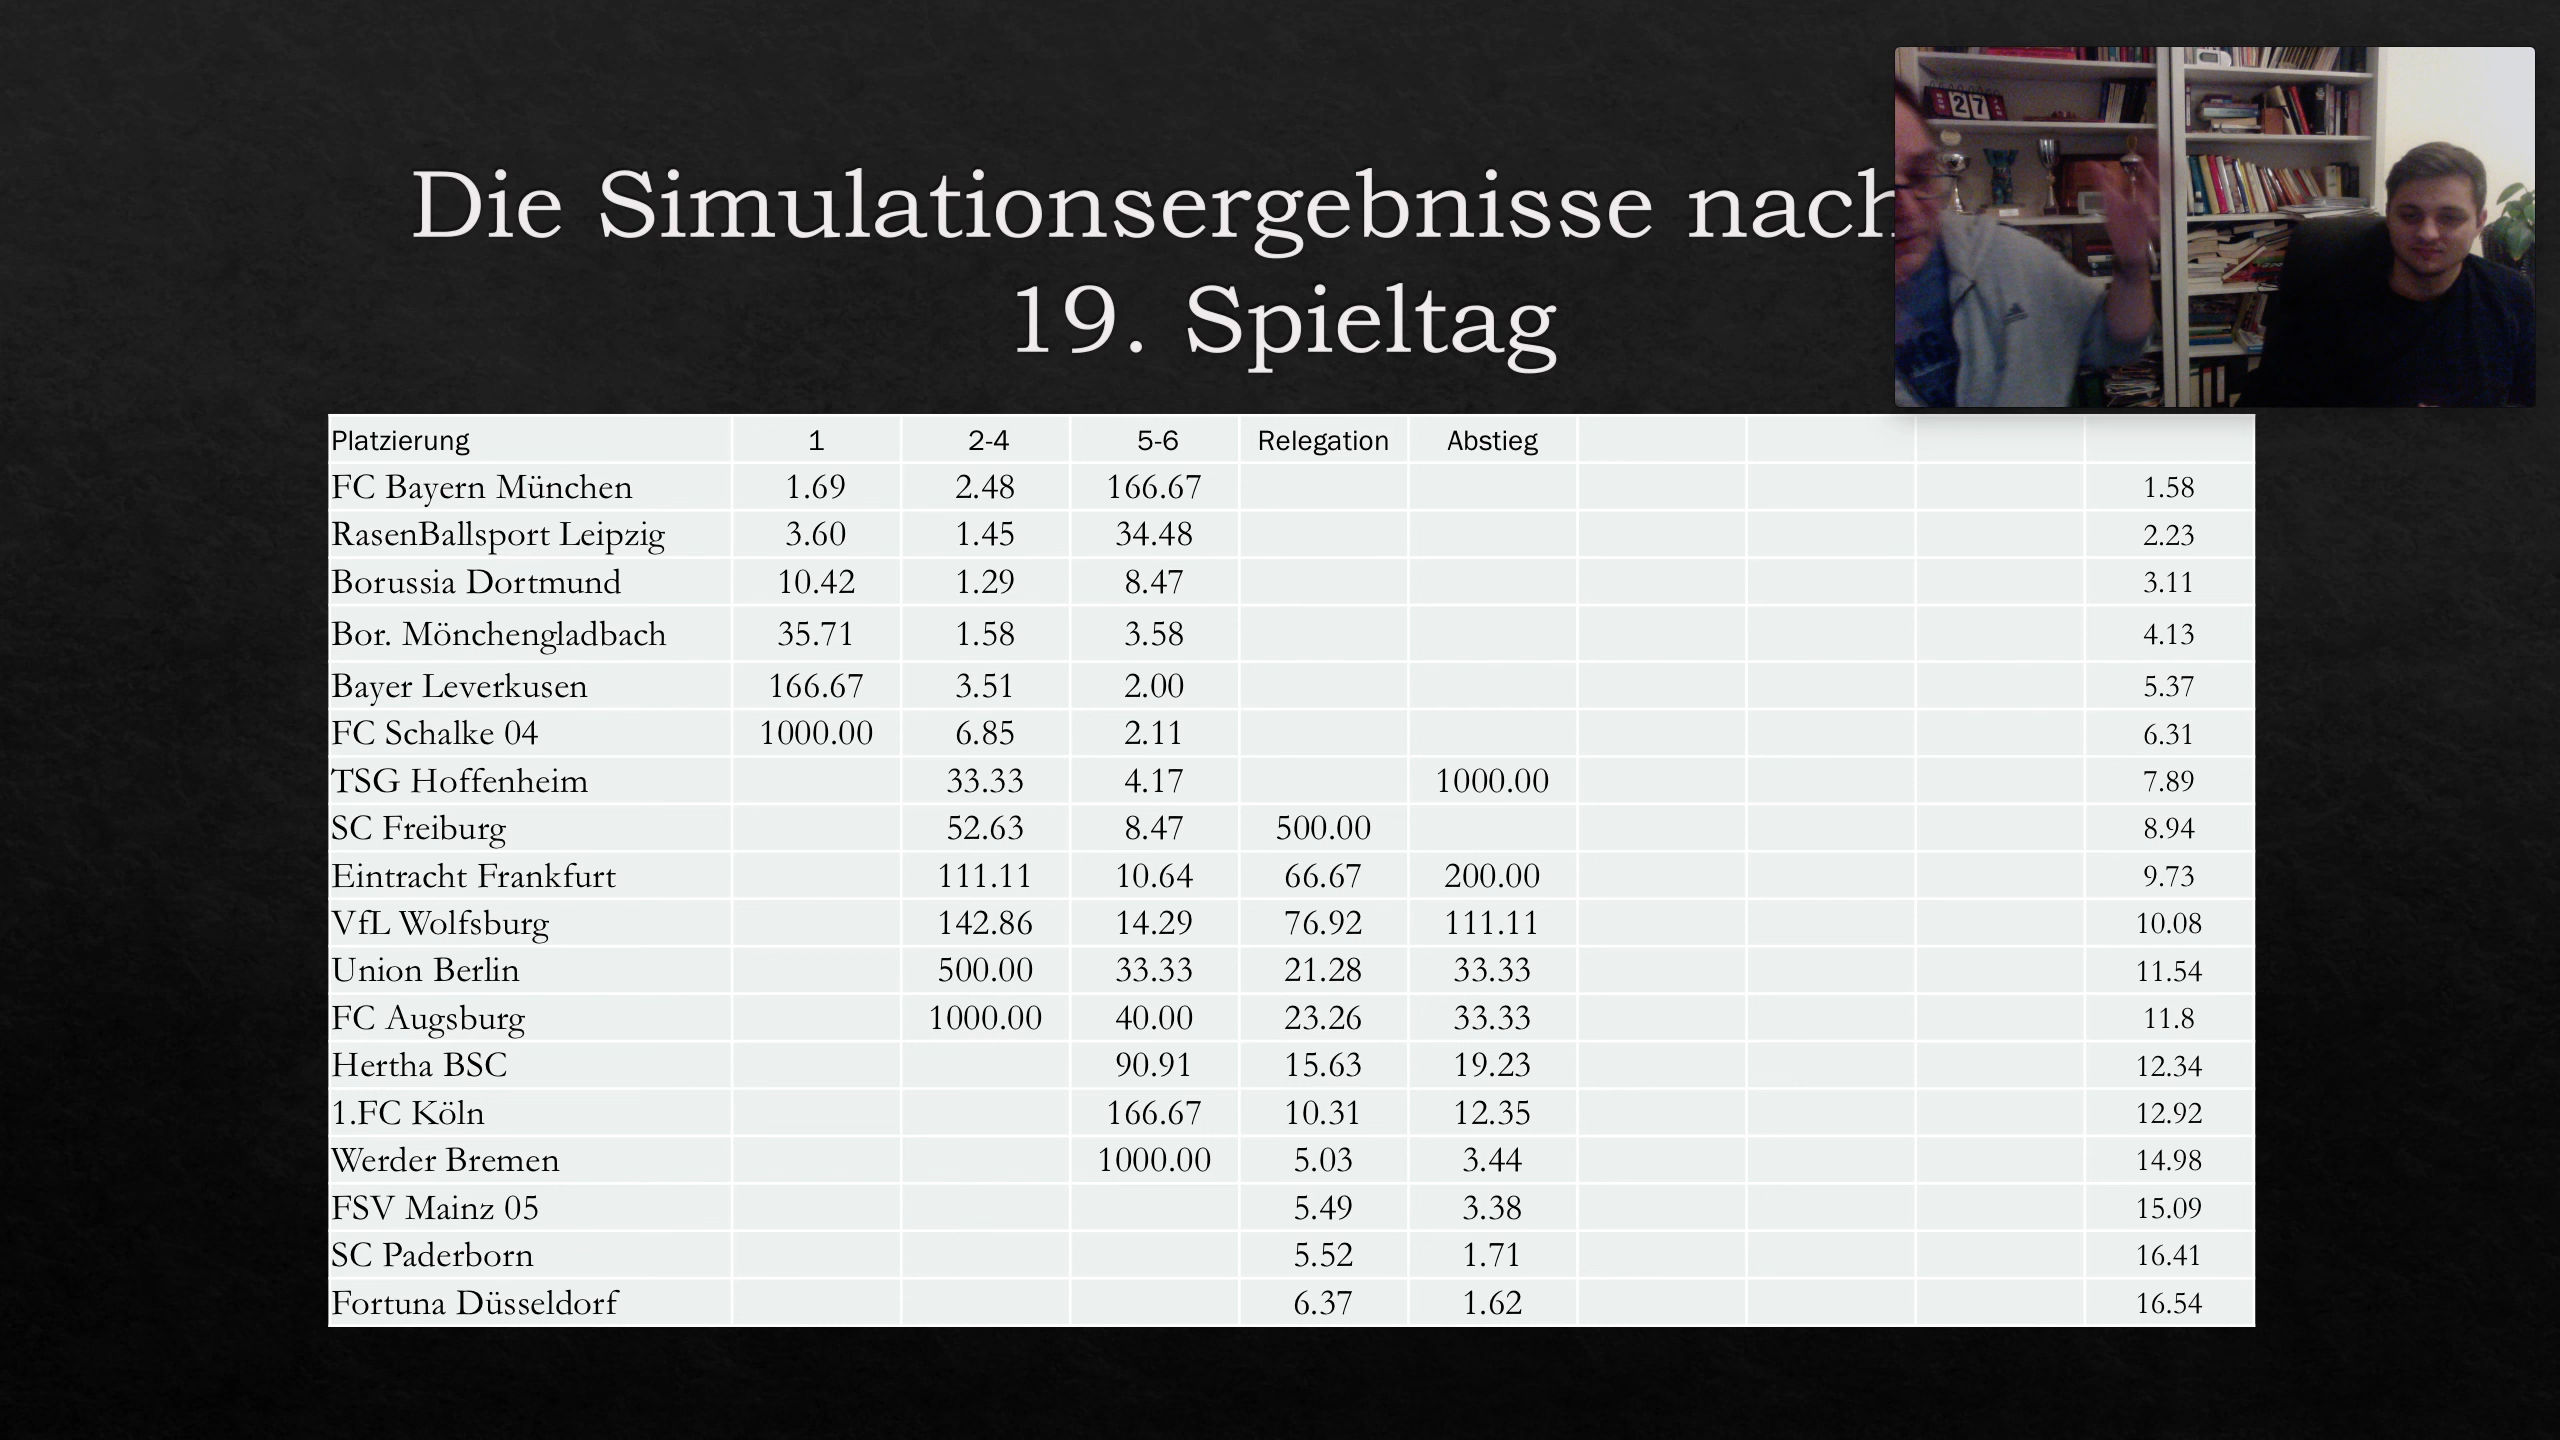 Die Simulationsergebnisse nach
19. Spieltag
27
Platzierung 1 2-4 5-6 Relegation Abstieg
FC Bayern München 1.69 2.48 166.67 1.58
RasenBallsport Leipzig 3.60 1.45 34.48 2.23
Borussia Dortmund 10.42 1.29 8.47 3.11
Bor. Mönchengladbach 35.71 1.58 3.58 4.13
Bayer Leverkusen 166.67 3.51 2.00 5.37
FC Schalke 04 1000.00 6.85 2.11 6.31
TSG Hoffenheim 33.33 4.17 1000.00 7.89
SC Freiburg 52.63 8.47 500.00 8.94
Eintracht Frankfurt 111.11 10.64 66.67 200.00 9.73
VfL Wolfsburg 142.86 14.29 76.92 111.11 10.08
Union Berlin 500.00 33.33 21.28 33.33 11.54
FC Augsburg 1000.00 40.00 23.26 33.33 11.8
Hertha BSC 90.91 15.63 19.23 12.34
1.FC Köln 166.67 10.31 12.35 12.92
Werder Bremen 1000.00 5.03 3.44 14.98
FSV Mainz 05 5.49 3.38 15.09
SC Paderborn 5.52 1.71 16.41
Fortuna Düsseldorf 6.37 1.62 16.54